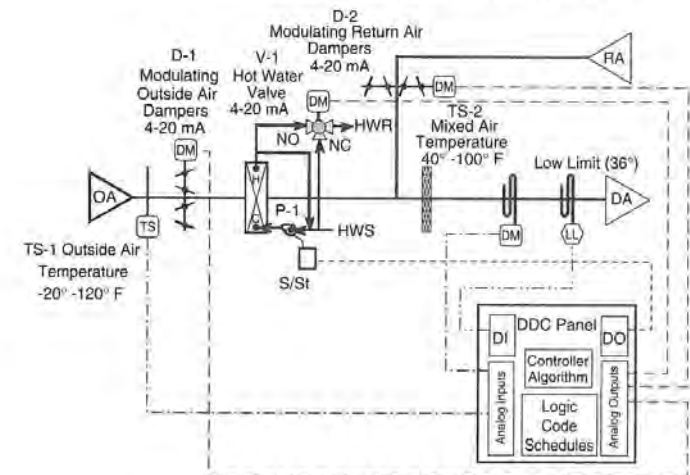 D-2
Modulating Return Air
Dampers
4-20 mA
D-1
Modulating
Outside Air
Dampers
4-20 mA
V-1
Hot Water
Valve
4-20 mA
RA
DM
DM
TS-2
Mixed Air
Temperature
40° -100° F
NO
HWR
NC
DM
Low Limit (36°)
H
OA
DA
C
P-1
HWS
TS
DM
LL
TS-1 Outside Air
Temperature
-20° -120° F
S/St
DI
DDC Panel
DO
Controller
Algorithm
Analog Inputs
Logic
Code
Schedules
Analog Outputs